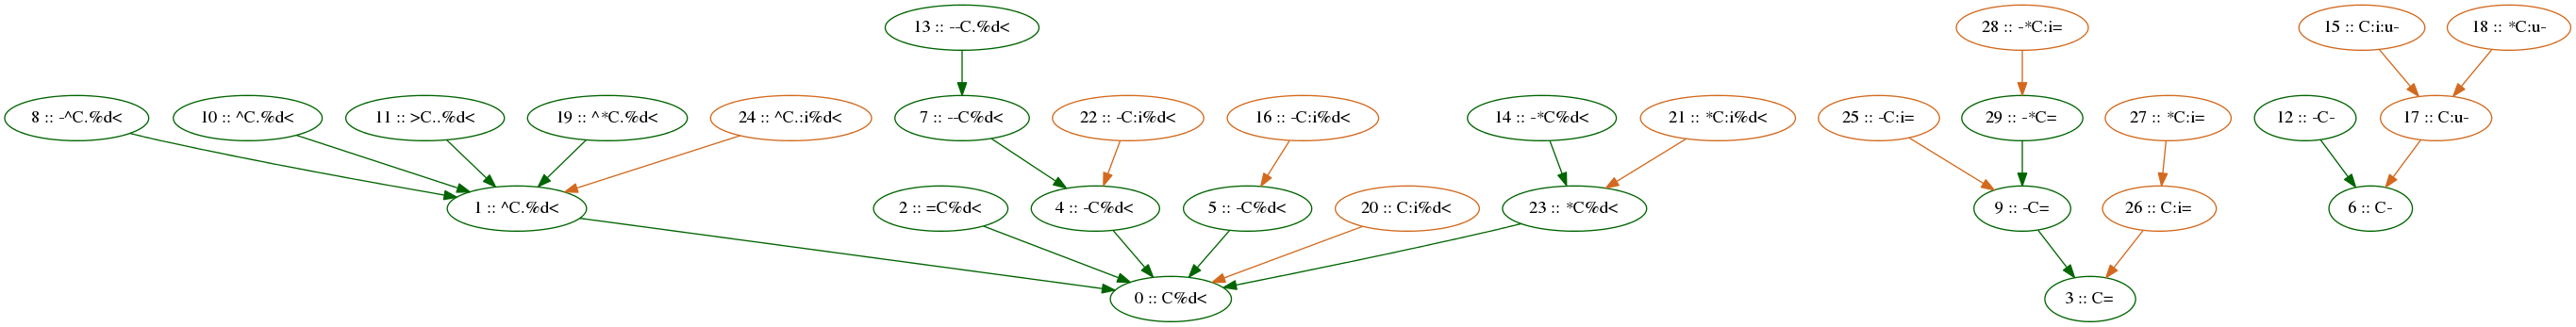 13 :: --C.%d<
28 :: -*C:i=
15 :: C:i:u-
18 :: *C:u-
8 :: -^C.%d<
10 :: ^C.%d<
11 :: >C..%d<
19 :: ^*C.%d<
24 :: ^C.:i%d<
7 :: --C%d<
22 :: -C:i%d<
16 :: -C:i%d<
14 :: -*C%d<
21 :: *C:i%d<
25 :: -C:i=
29 :: -*C=
27 :: *C:i=
12 :: -C-
17 :: C:u-
1 :: ^C.%d<
2 :: =C%d<
4 :: -C%d<
5 :: -C%d<
20 :: C:i%d<
23 :: *C%d<
9 :: -C=
26 :: C:i=
6 :: C-
0 :: C%d<
3 :: C=